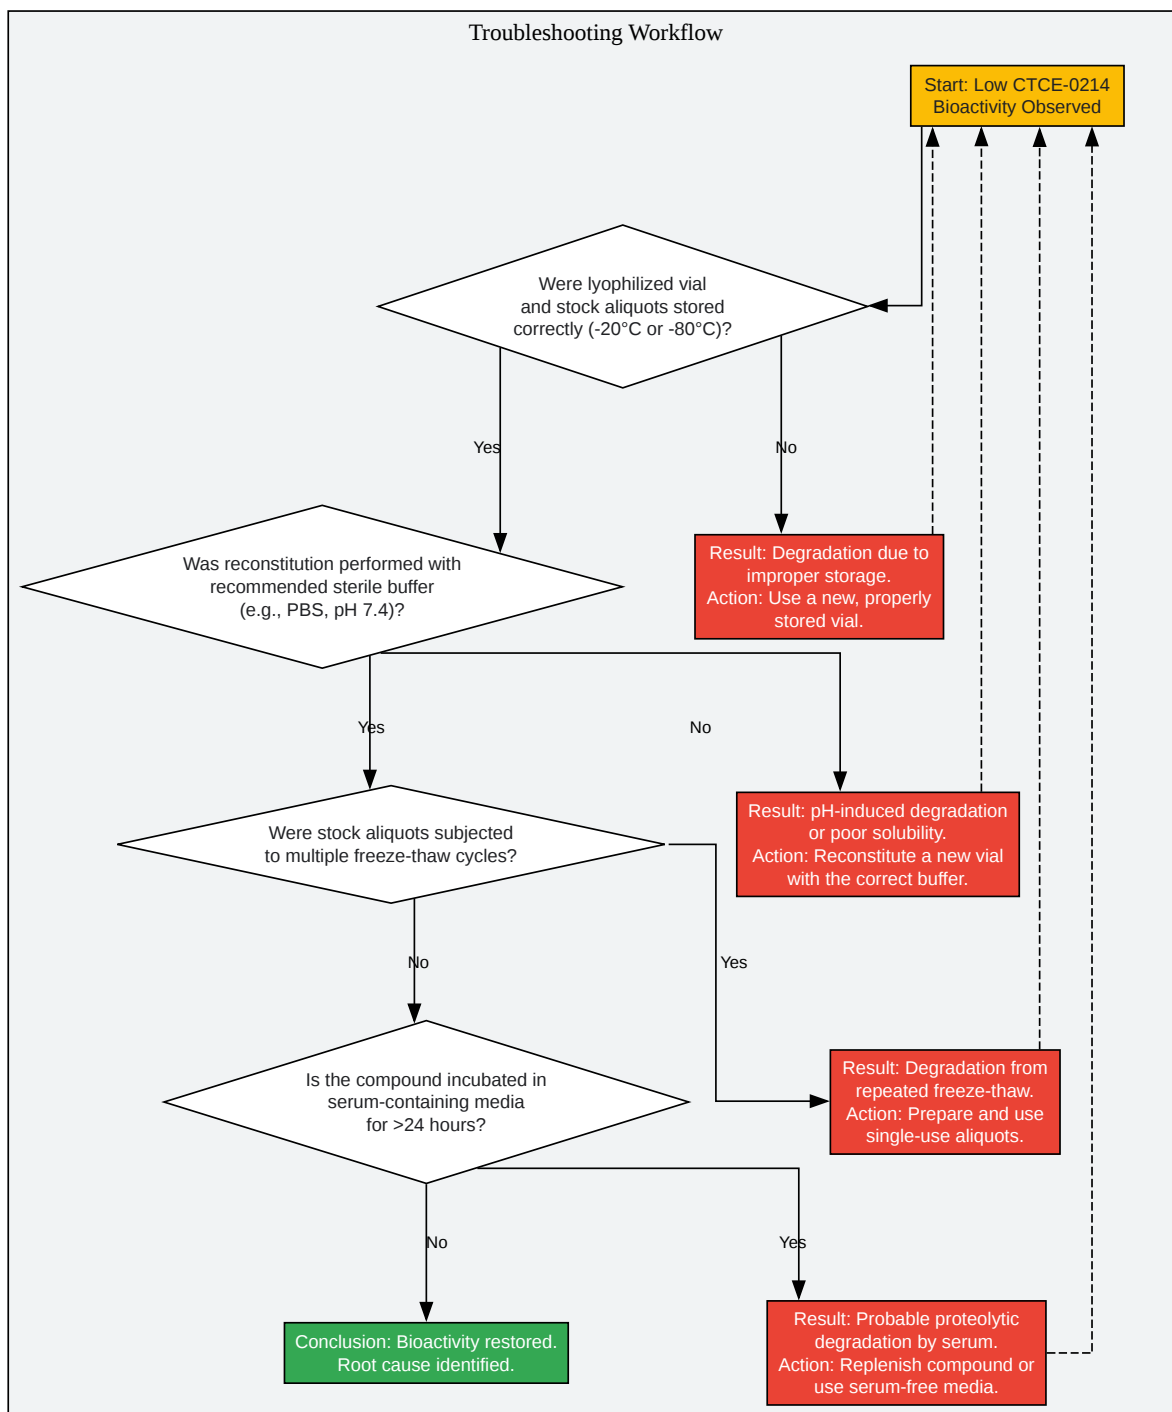 Troubleshooting Workflow
Start: Low CTCE-0214
Bioactivity Observed
Were lyophilized vial
and stock aliquots stored
correctly (-20°C or -80°C)?
Yes
No
Was reconstitution performed with
recommended sterile buffer
(e.g., PBS, pH 7.4)?
Result: Degradation due to
improper storage.
Action: Use a new, properly
stored vial.
Yes
No
Were stock aliquots subjected
to multiple freeze-thaw cycles?
Result: pH-induced degradation
or poor solubility.
Action: Reconstitute a new vial
with the correct buffer.
No
Yes
Is the compound incubated in
serum-containing media
for >24 hours?
Result: Degradation from
repeated freeze-thaw.
Action: Prepare and use
single-use aliquots.
No
Yes
Conclusion: Bioactivity restored.
Root cause identified.
Result: Probable proteolytic
degradation by serum.
Action: Replenish compound or
use serum-free media.